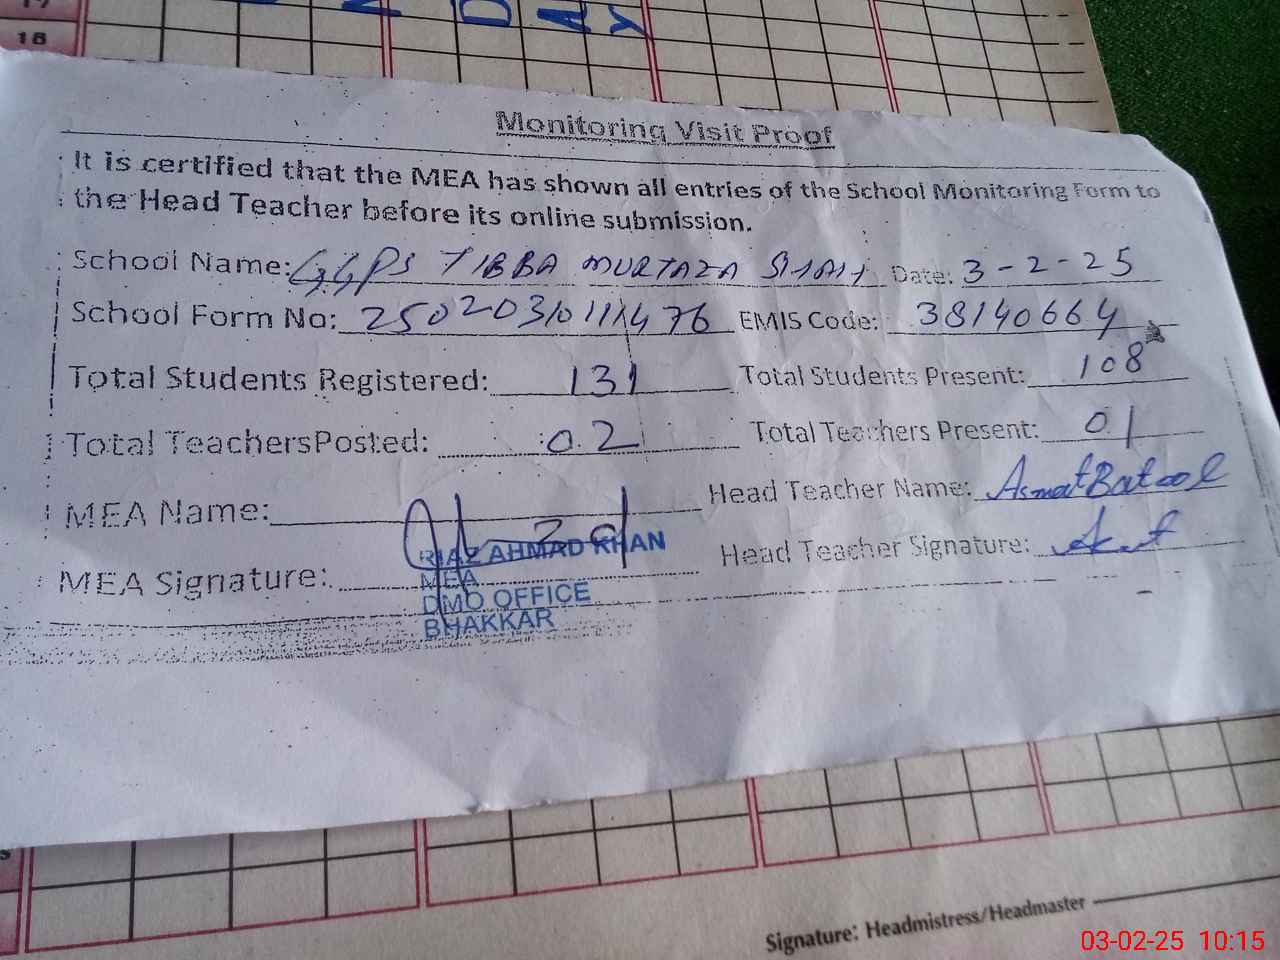 18
D A Y
Monitoring Visit Proof
It is certified that the MEA has shown all entries of the School Monitoring Form to
the Head Teacher before its online submission.
School Name: GGPS TIBBA MURTAZA SHAH Date: 3-2-25
School Form No: EMIS Code: 38140664
Total Students Registered: 131 Total Students Present: 108
Total TeachersPosted: 02 Total Teachers Present: 01
MEA Name: Head Teacher Name: Asmat Batool
RIAZ AHMAD KHAN
MEA Signature: Head Teacher Signature:
MEA
DMO OFFICE
BHAKKAR
Signature: Headmistress/Headmaster
03-02-25 10:15